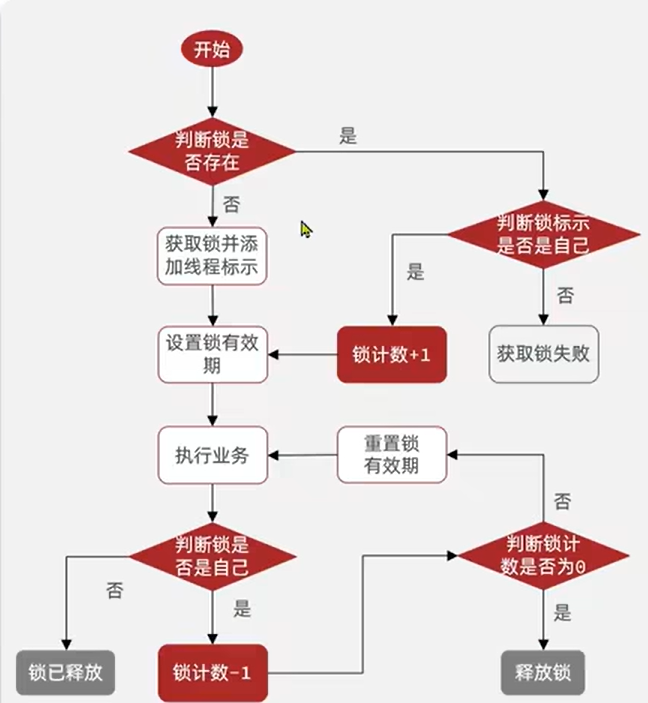 开始
判断锁是
否存在
是
否
获取锁并添
加线程标示
判断锁标示
是否是自己
是
否
设置锁有效
期
锁计数+1
获取锁失败
执行业务
重置锁
有效期
否
判断锁是
否是自己
判断锁计
数是否为0
否
是
是
锁已释放
锁计数-1
释放锁